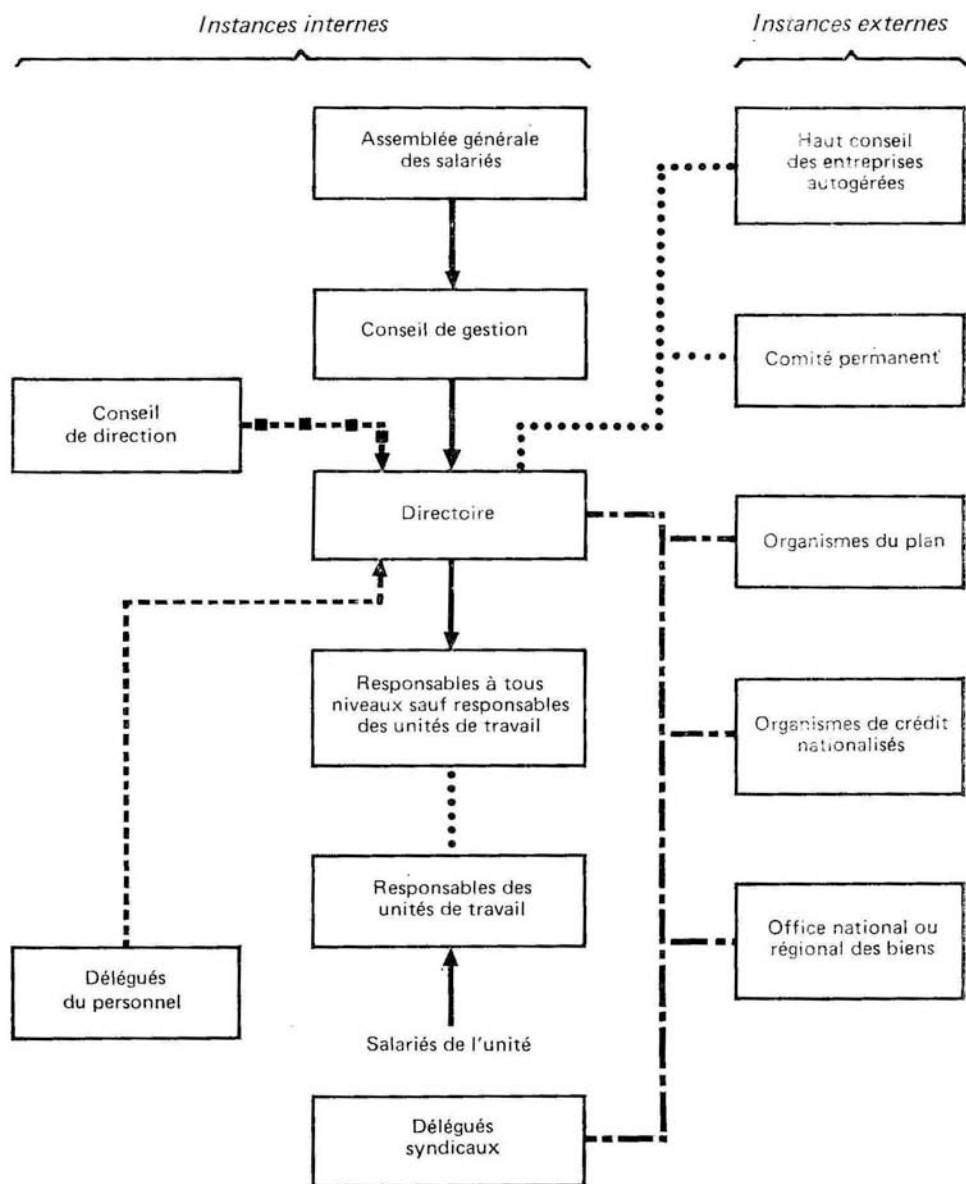 Instances internes
Instances externes
Assemblée générale
des salariés
Haut conseil
des entreprises
autogérées
Conseil de gestion
Comité permanent
Conseil
de direction
Directoire
Organismes du plan
Responsables à tous
niveaux sauf responsables
des unités de travail
Organismes de crédit
nationalisés
Responsables des
unités de travail
Office national ou
régional des biens
Délégués
du personnel
Salariés de l'unité
Délégués
syndicaux